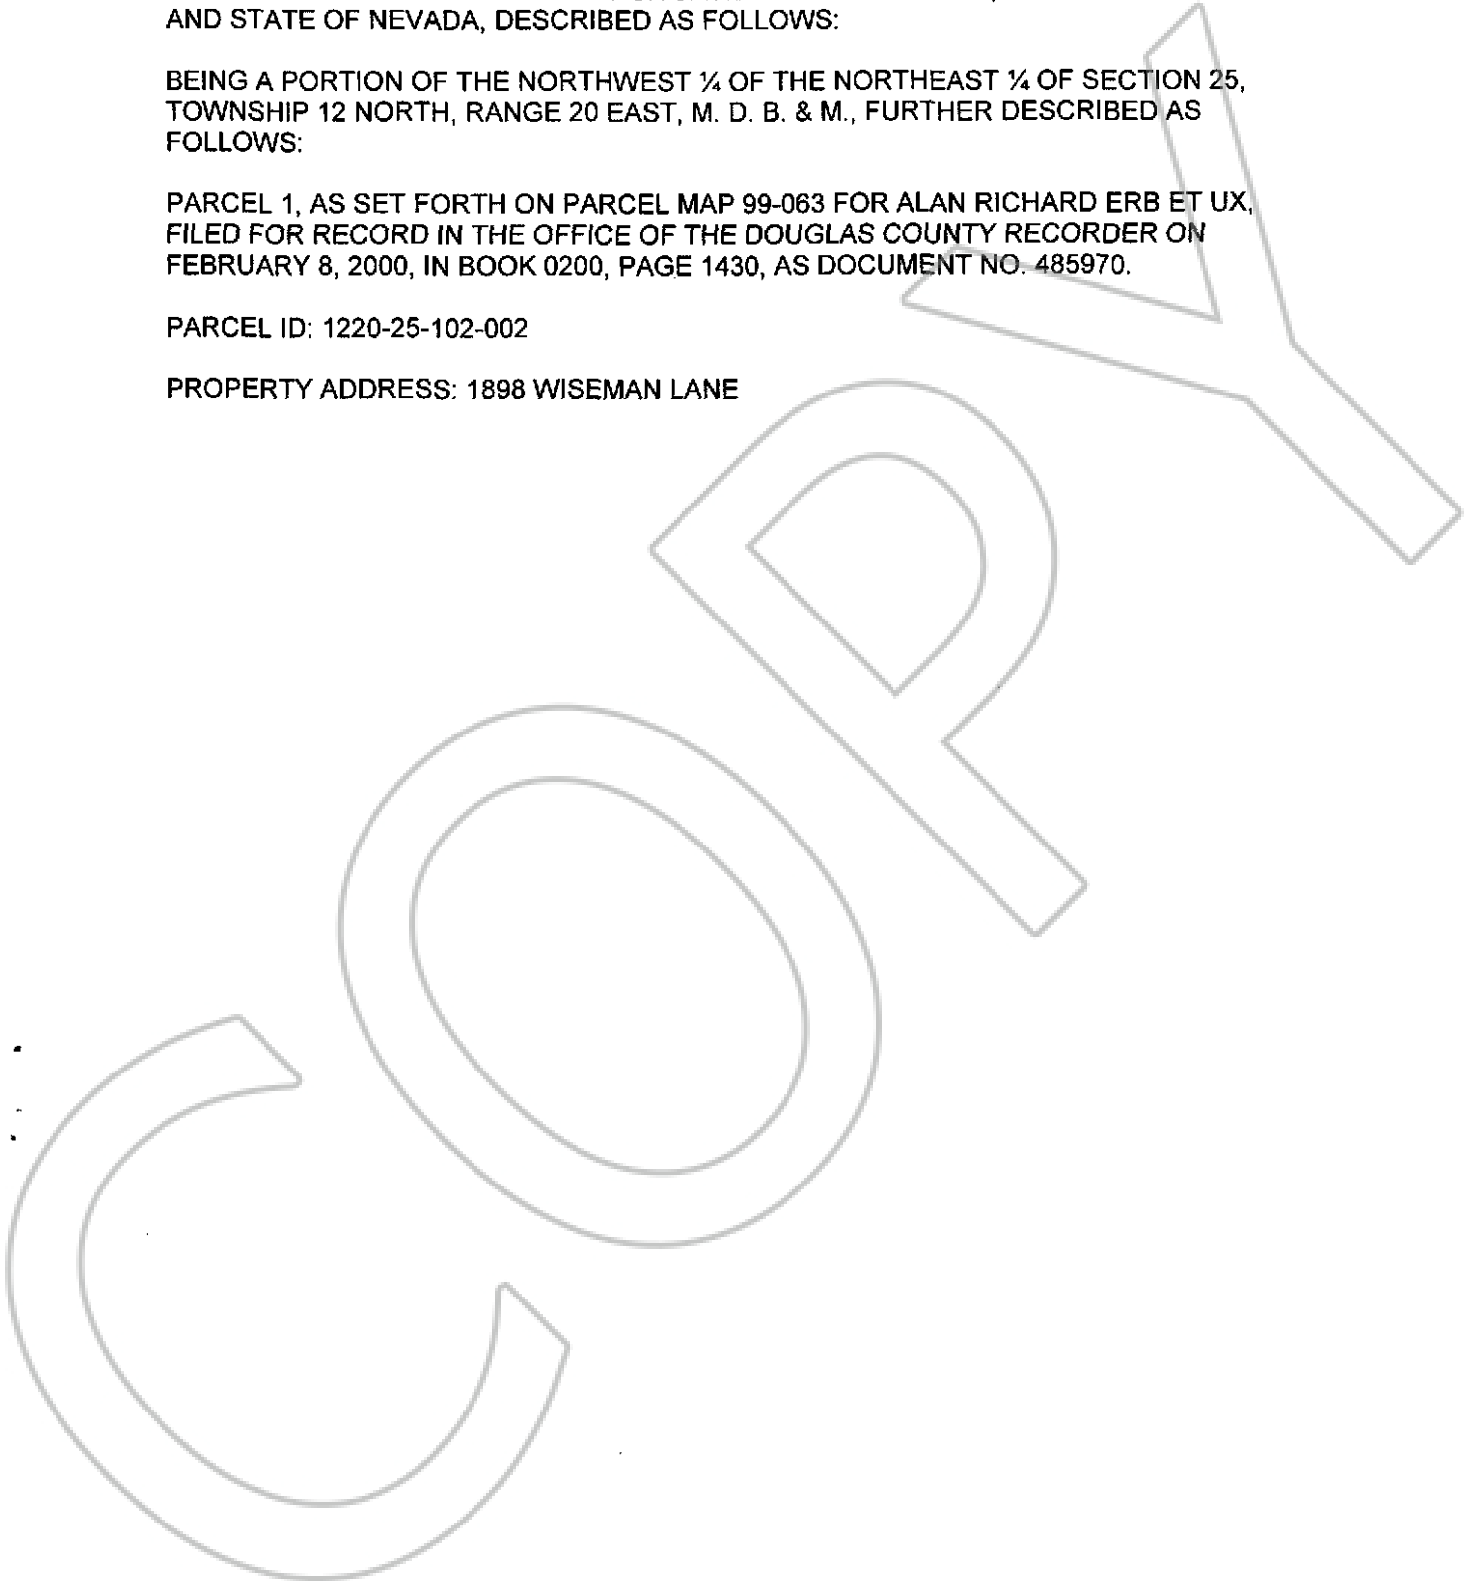 AND STATE OF NEVADA, DESCRIBED AS FOLLOWS:
BEING A PORTION OF THE NORTHWEST ¼ OF THE NORTHEAST ¼ OF SECTION 25,
TOWNSHIP 12 NORTH, RANGE 20 EAST, M. D. B. & M., FURTHER DESCRIBED AS
FOLLOWS:
PARCEL 1, AS SET FORTH ON PARCEL MAP 99-063 FOR ALAN RICHARD ERB ET UX,
FILED FOR RECORD IN THE OFFICE OF THE DOUGLAS COUNTY RECORDER ON
FEBRUARY 8, 2000, IN BOOK 0200, PAGE 1430, AS DOCUMENT NO. 485970.
PARCEL ID: 1220-25-102-002
PROPERTY ADDRESS: 1898 WISEMAN LANE
COPY